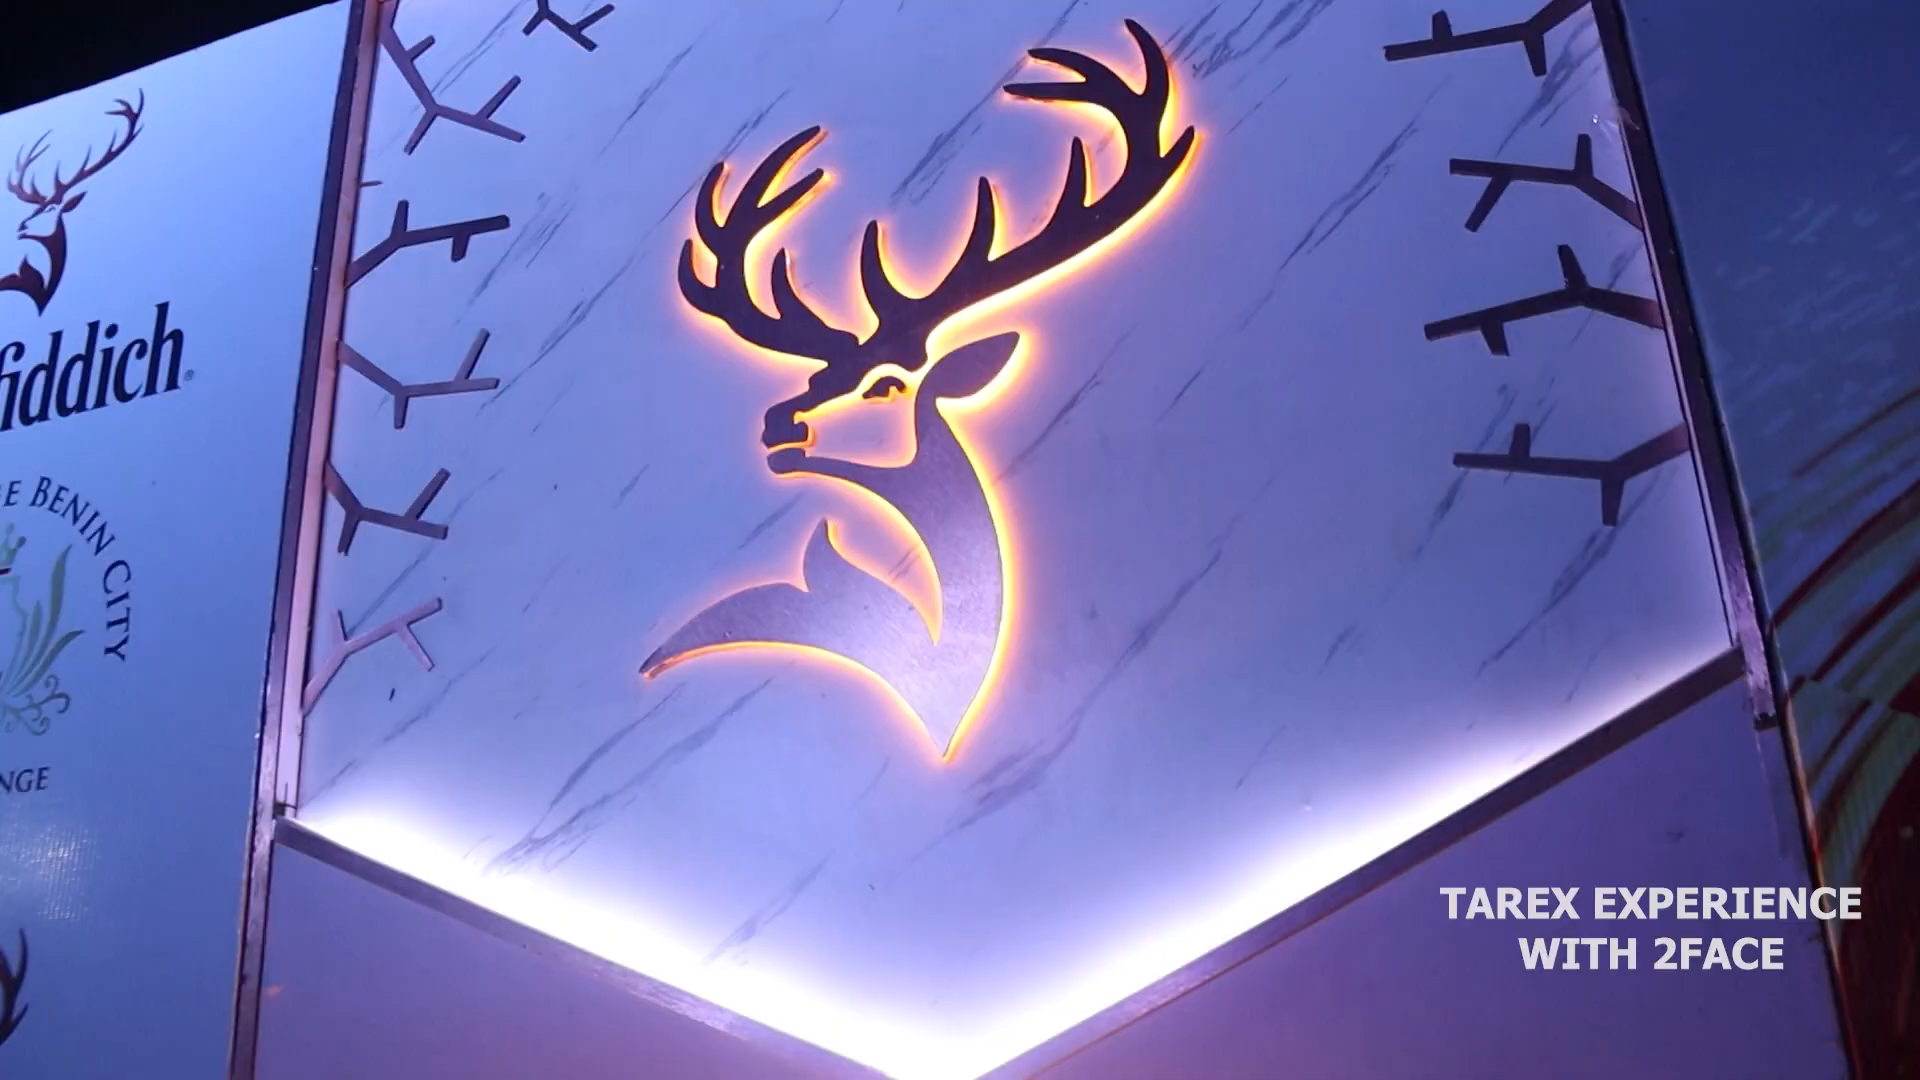 fiddich
BENIN CITY
NGE
TAREX EXPERIENCE
WITH 2FACE